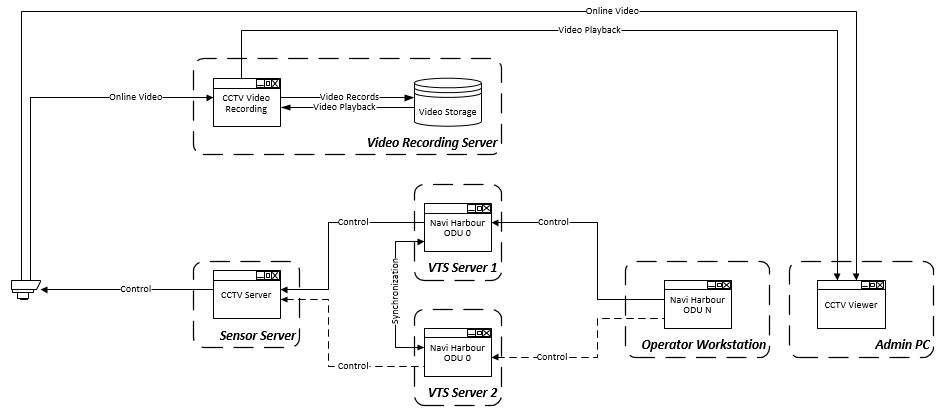 Online Video
Video Playback
Online Video
CCTV Video
Recording
Video Records
Video Playback
Video Storage
Video Recording Server
Control
Navi Harbour
ODU 0
Control
VTS Server 1
Synchronization
Control
CCTV Server
Sensor Server
Navi Harbour
ODU N
Operator Workstation
CCTV Viewer
Admin PC
Navi Harbour
ODU 0
Control
Control
VTS Server 2